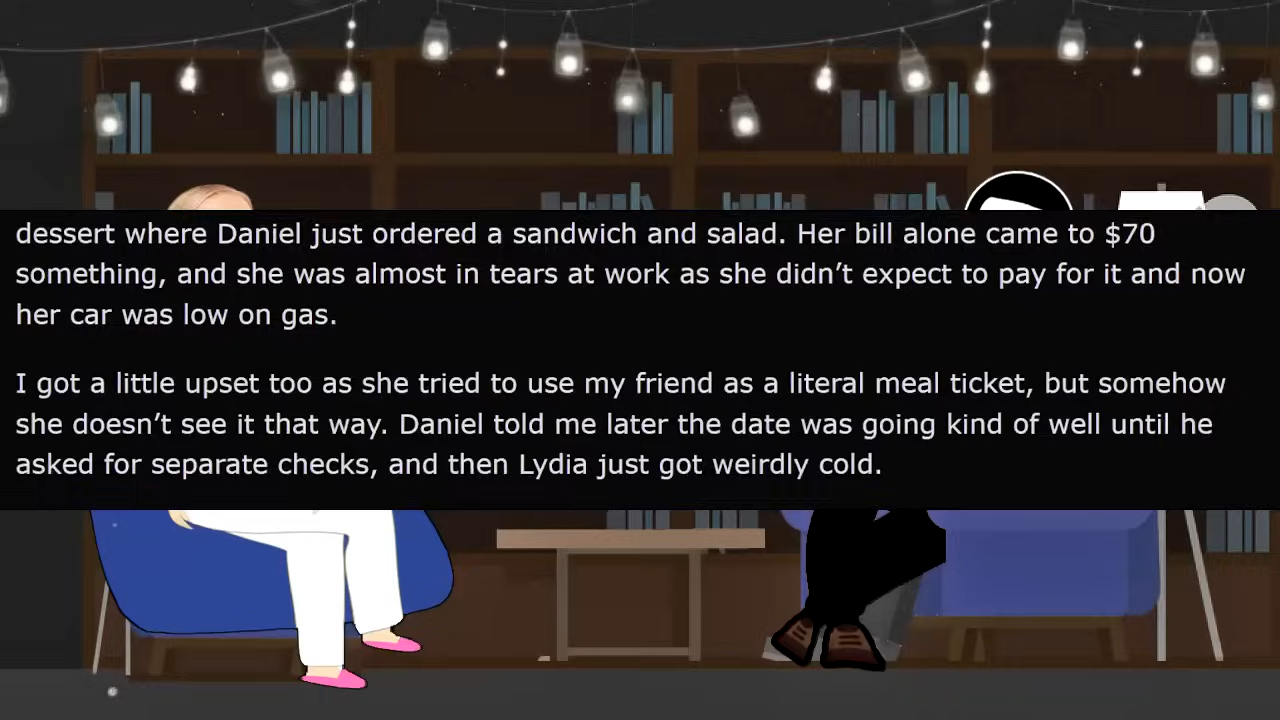 dessert where Daniel just ordered a sandwich and salad. Her bill alone came to $70
something, and she was almost in tears at work as she didn’t expect to pay for it and now
her car was low on gas.
I got a little upset too as she tried to use my friend as a literal meal ticket, but somehow
she doesn’t see it that way. Daniel told me later the date was going kind of well until he
asked for separate checks, and then Lydia just got weirdly cold.